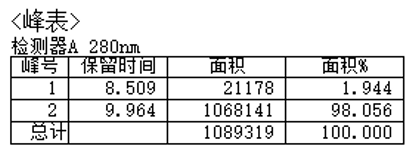 <峰表>
检测器A 280nm
峰号 保留时间 面积 面积%
1 8.509 21178 1.944
2 9.964 1068141 98.056
总计 1089319 100.000